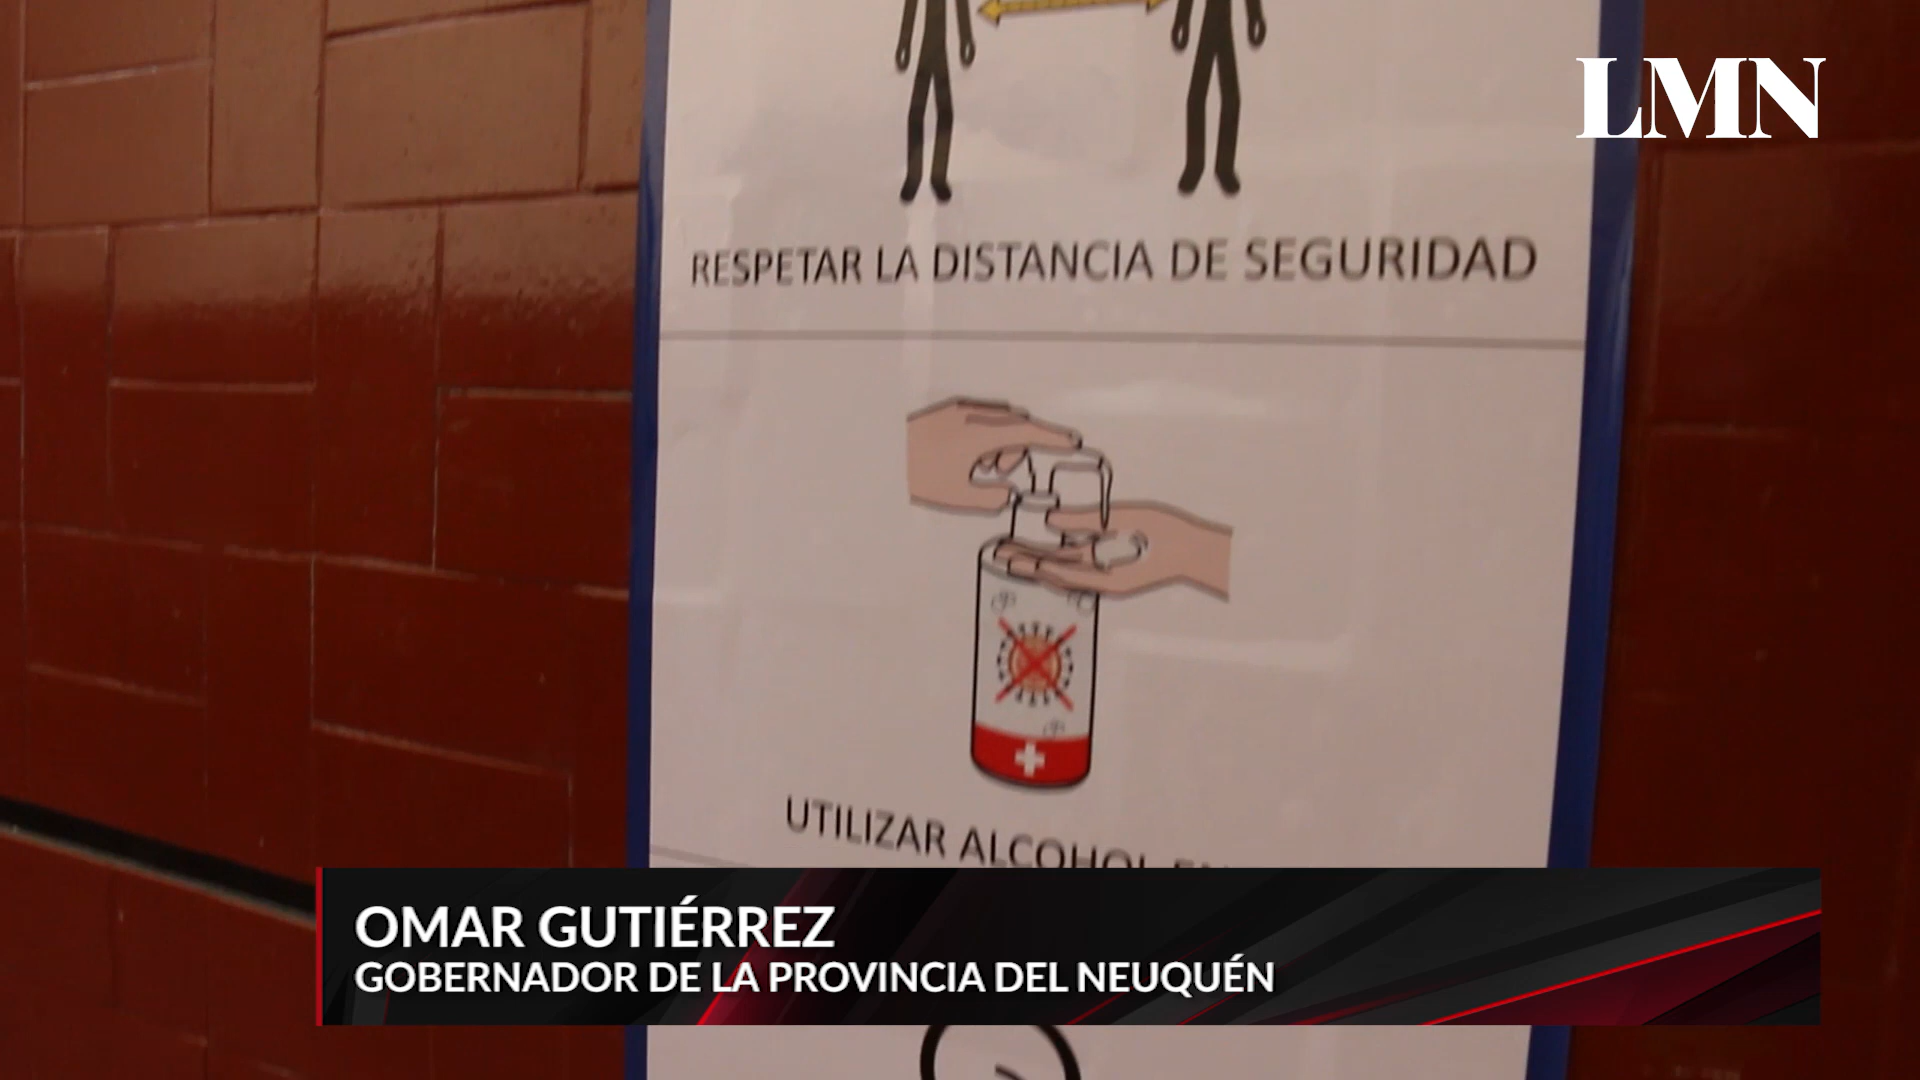 LMN
RESPETAR LA DISTANCIA DE SEGURIDAD
UTILIZAR ALCOHOL
OMAR GUTIÉRREZ
GOBERNADOR DE LA PROVINCIA DEL NEUQUÉN